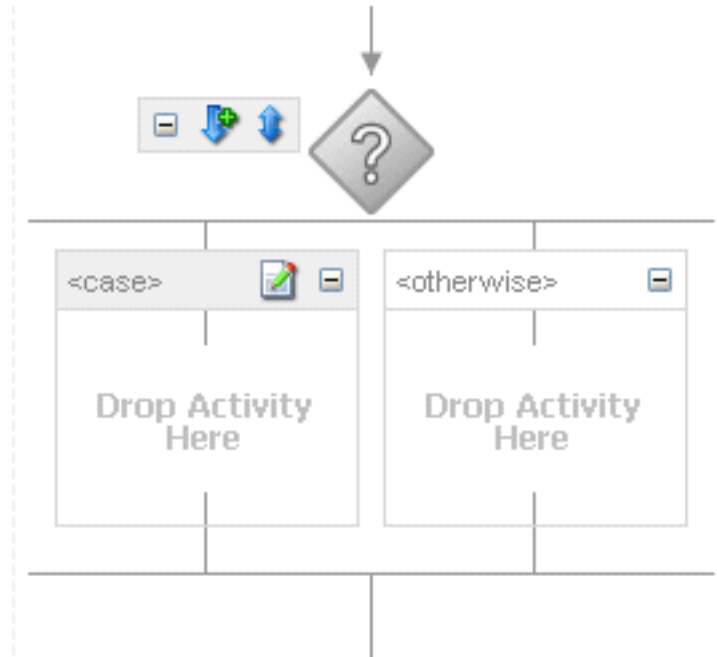 ?
<case>
<otherwise>
Drop Activity
Here
Drop Activity
Here